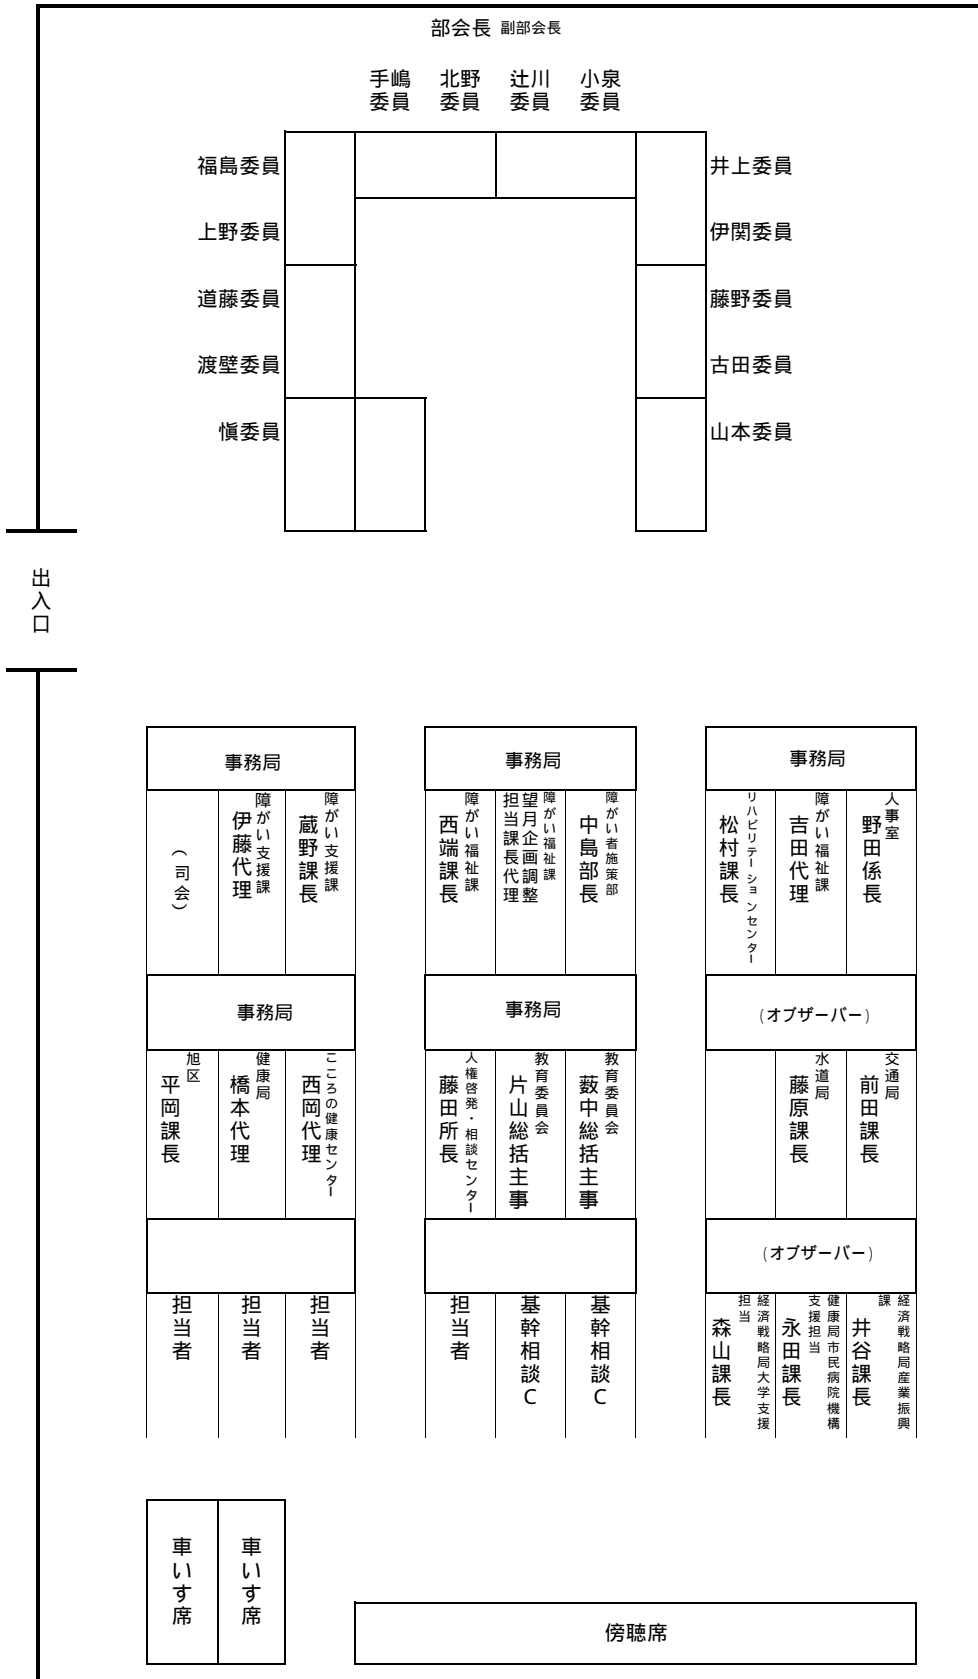 部会長 副部会長
手嶋委員
北野委員
辻川委員
小泉委員
福島委員
井上委員
上野委員
伊関委員
道藤委員
藤野委員
渡壁委員
古田委員
愼委員
山本委員
出入口
事務局
事務局
事務局
(司会)
障がい支援課
伊藤代理
障がい支援課
蔵野課長
障がい福祉課
西端課長
障がい福祉課
望月企画調整
担当課長代理
障がい者施策部
中島部長
リハビリテーションセンター
松村課長
障がい福祉課
吉田代理
人事室
野田係長
事務局
事務局
(オブザーバー)
旭区
平岡課長
健康局
橋本代理
こころの健康センター
西岡代理
人権啓発・相談センター
藤田所長
教育委員会
片山総括主事
教育委員会
薮中総括主事
水道局
藤原課長
交通局
前田課長
(オブザーバー)
担当者
担当者
担当者
担当者
基幹相談C
基幹相談C
経済戦略局大学支援
担当
森山課長
健康局市民病院機構
支援担当
永田課長
経済戦略局産業振興
課
井谷課長
車いす席
車いす席
傍聴席